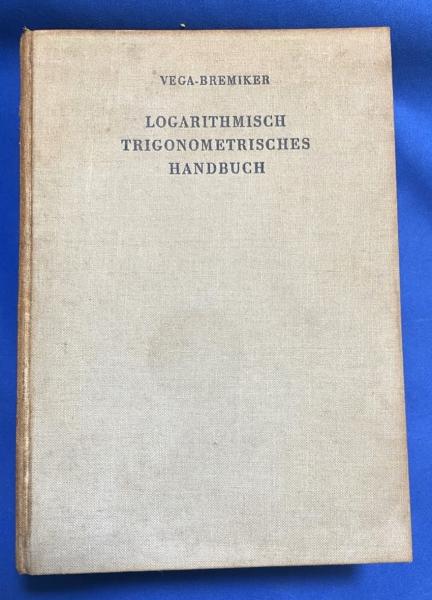 VEGA-BREMIKER
LOGARITHMISCH
TRIGONOMETRISCHES
HANDBUCH